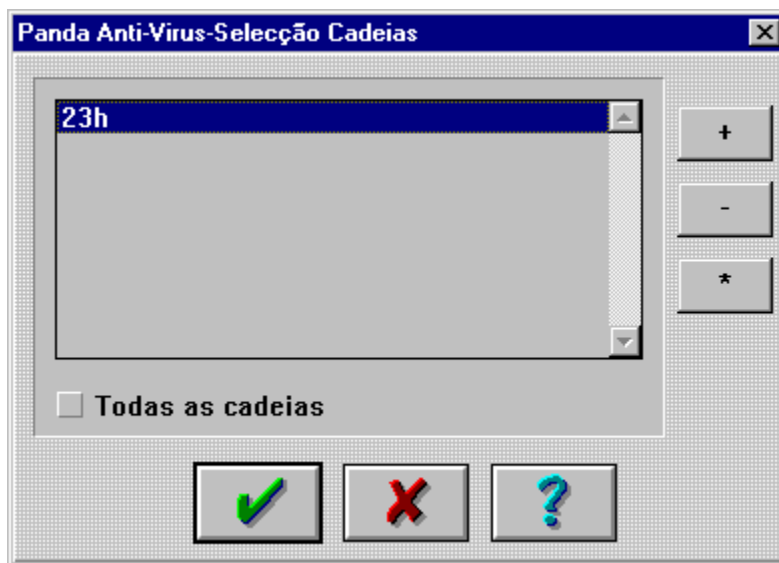 Panda Anti-Virus-Selecção Cadeias
23h
+
-
*
Todas as cadeias